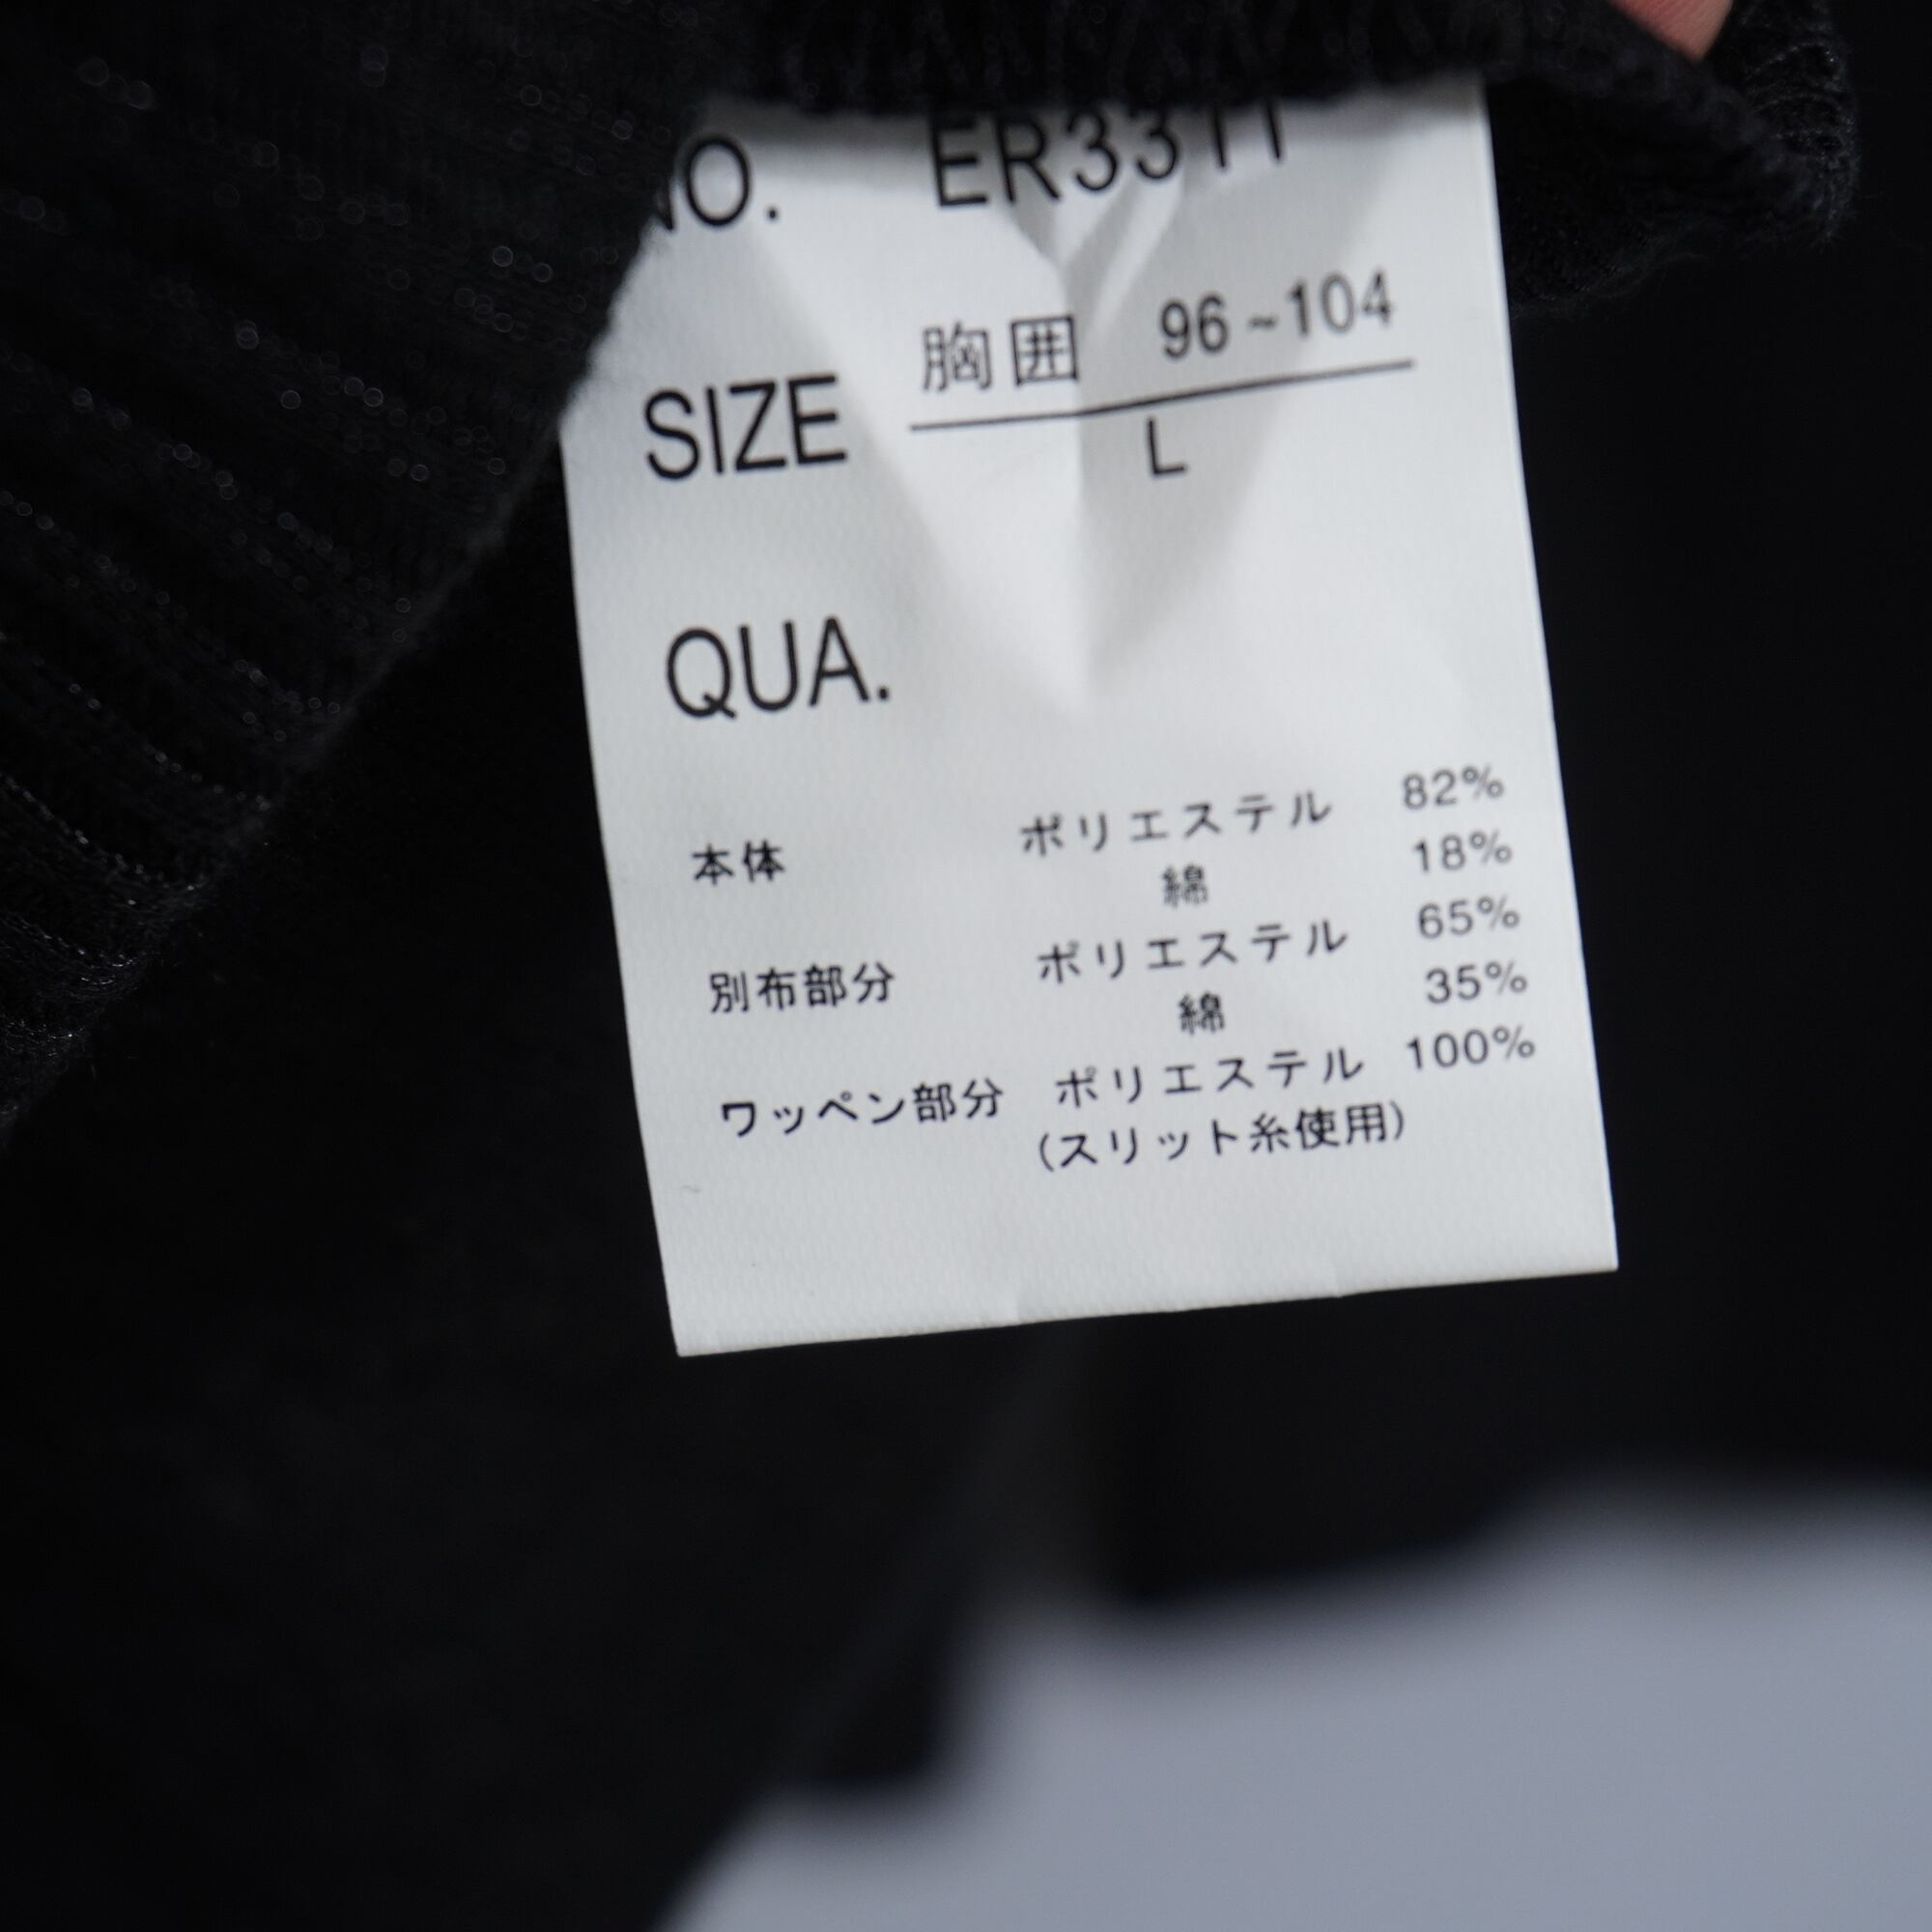 NO. ER3311
胸囲 96~104
SIZE
L
QUA.
本体 ポリエステル 82%
綿 18%
別布部分 ポリエステル 65%
綿 35%
ワッペン部分 ポリエステル 100%
(スリット糸使用)